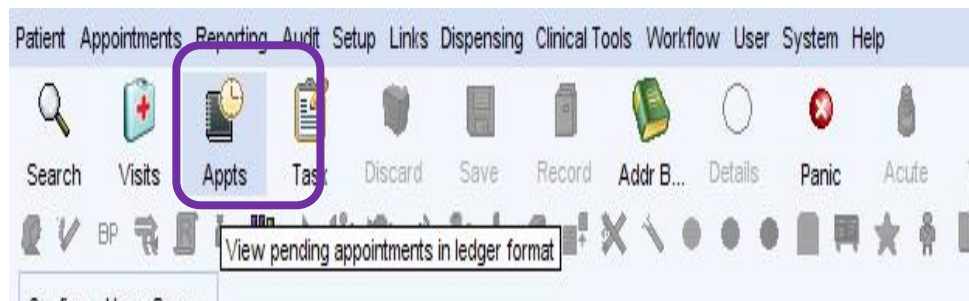 Patient Appointments Reporting Audit Setup Links Dispensing Clinical Tools Workflow User System Help
Search Visits Appts Task Discard Save Record Addr B... Details Panic Acute
BP
View pending appointments in ledger format